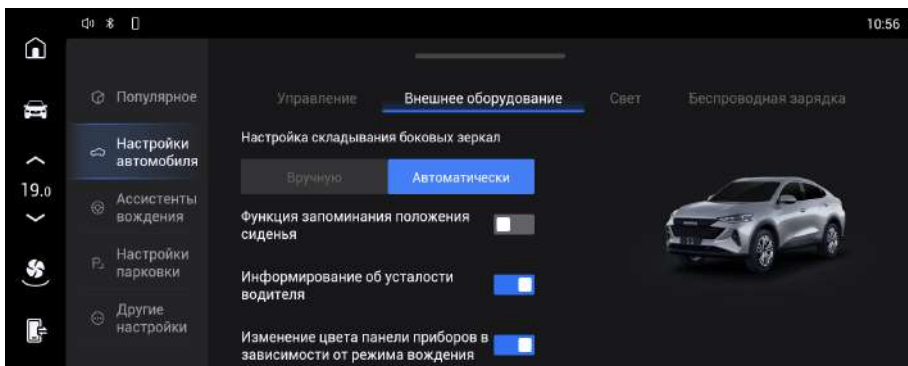 10:56
Популярное
Настройки
автомобиля
Ассистенты
вождения
Настройки
парковки
Другие
настройки
19.0
Управление
Внешнее оборудование
Свет
Беспроводная зарядка
Настройка складывания боковых зеркал
Вручную
Автоматически
Функция запоминания положения
сиденья
Информирование об усталости
водителя
Изменение цвета панели приборов в
зависимости от режима вождения